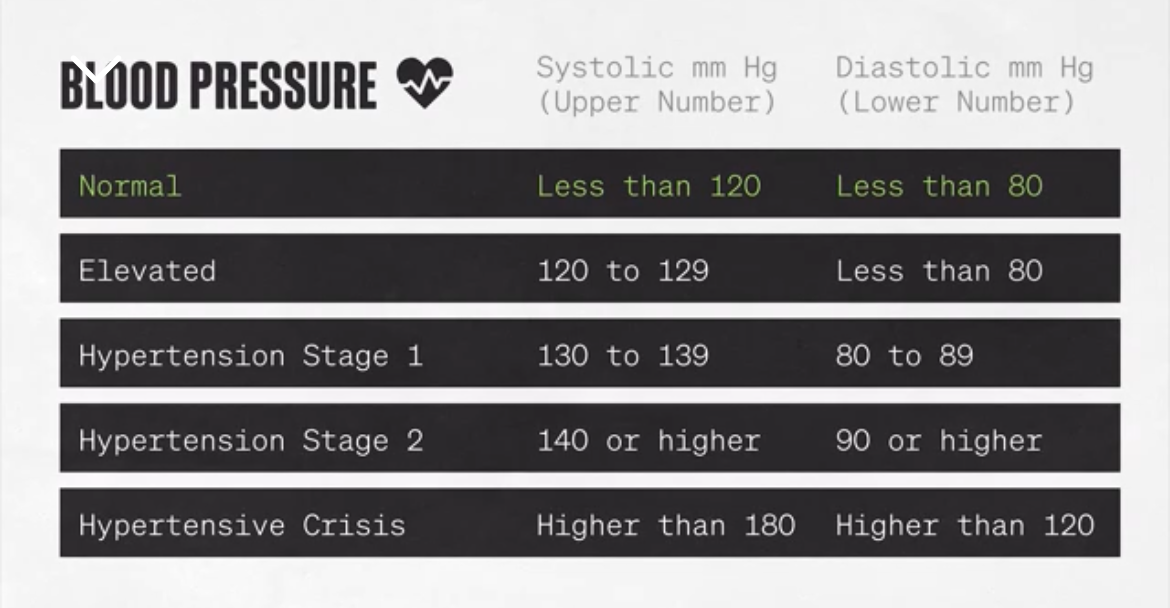 BLOOD PRESSURE
Systolic mm Hg
(Upper Number)
Diastolic mm Hg
(Lower Number)
Normal Less than 120 Less than 80
Elevated 120 to 129 Less than 80
Hypertension Stage 1 130 to 139 80 to 89
Hypertension Stage 2 140 or higher 90 or higher
Hypertensive Crisis Higher than 180 Higher than 120